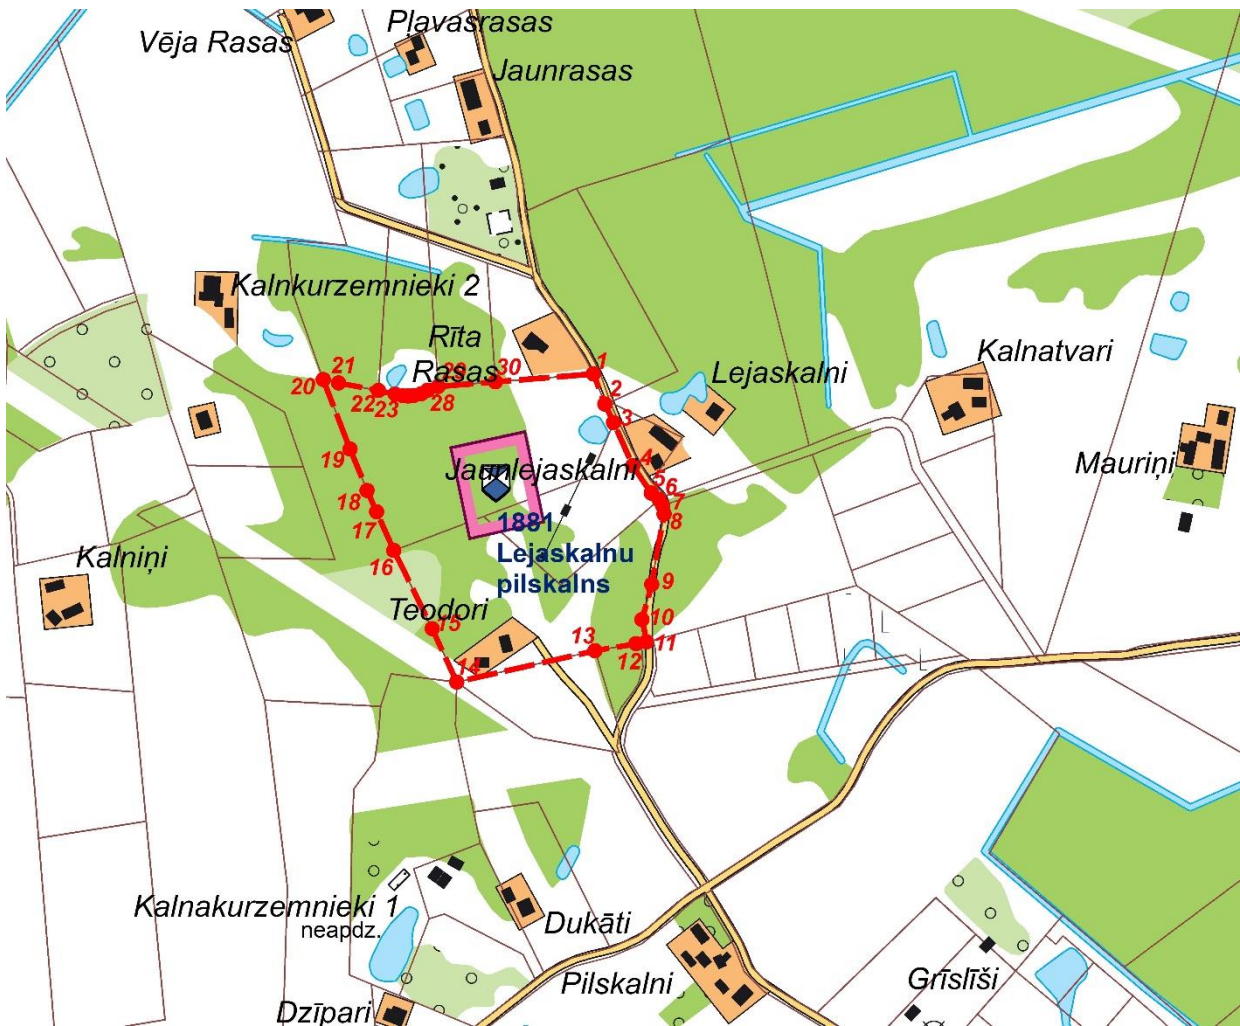 Pļavasrasas
Vēja Rasas
Jaunrasas
Kalnkurzemnieki 2
Rīta
Rasas
Kalnatvari
Lejaskalni
Mauriņi
Jaunlejaskalni
1881
Lejaskalnu
pilskalns
Kalniņi
Teodori
Kalnakurzemnieki 1
neapdz.
Dukāti
Pilskalni
Grīslīši
Dzīpari
1
2
3
4
5
6
7
8
9
10
11
12
13
14
15
16
17
18
19
20
21
22
23
28
29
30